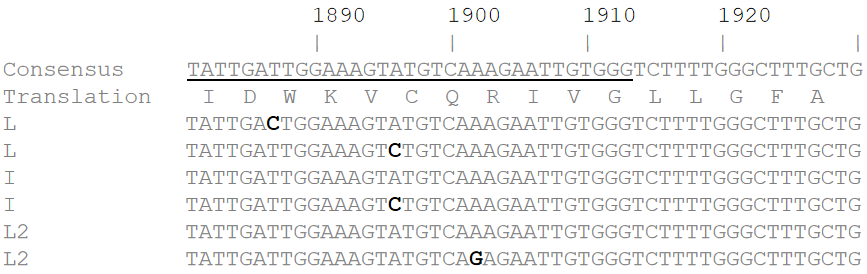 1890 1900 1910 1920
| | | | |
Consensus TATTGATTGGAAAGTATGTCAAAGAATTGTGGGTCTTTTGGGCTTTGCTG
Translation I D W K V C Q R I V G L L G F A
L TATTGACTGGAAAGTATGTCAAAGAATTGTGGGTCTTTTGGGCTTTGCTG
L TATTGATTGGAAAGTCTGTCAAAGAATTGTGGGTCTTTTGGGCTTTGCTG
I TATTGATTGGAAAGTATGTCAAAGAATTGTGGGTCTTTTGGGCTTTGCTG
I TATTGATTGGAAAGTCTGTCAAAGAATTGTGGGTCTTTTGGGCTTTGCTG
L2 TATTGATTGGAAAGTATGTCAAAGAATTGTGGGTCTTTTGGGCTTTGCTG
L2 TATTGATTGGAAAGTATGTCAGAGAATTGTGGGTCTTTTGGGCTTTGCTG